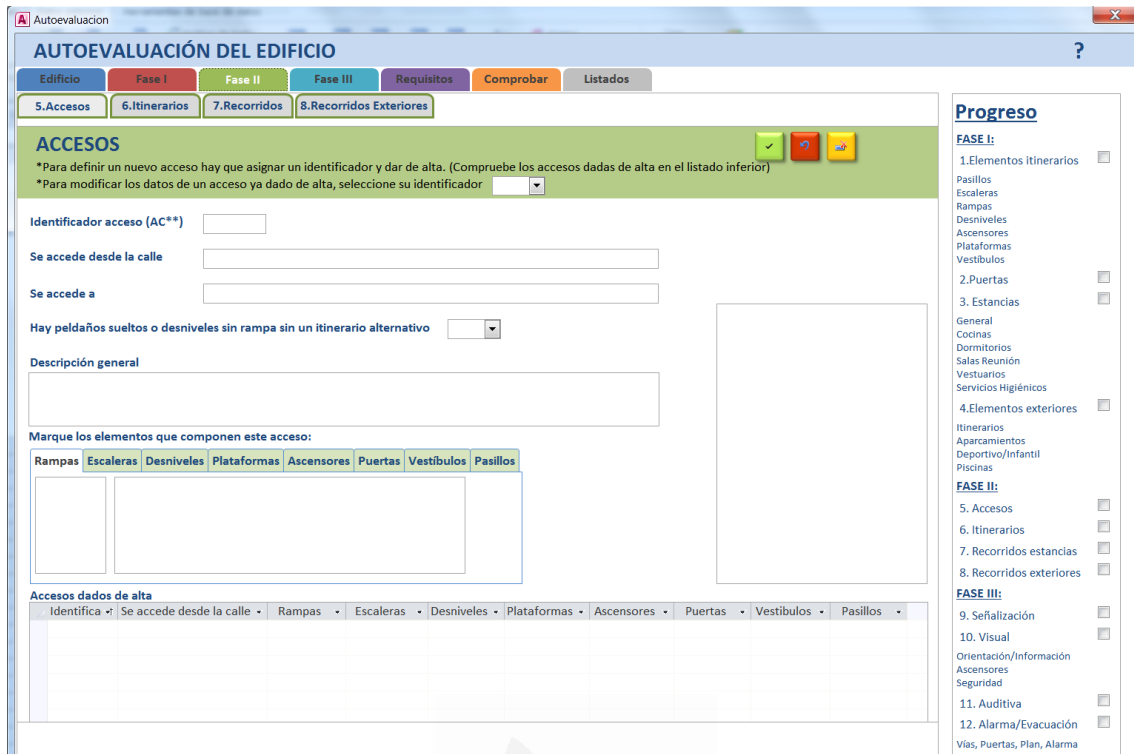 Autoevaluacion
AUTOEVALUACIÓN DEL EDIFICIO
?
Edificio
Fase I
Fase II
Fase III
Requisitos
Comprobar
Listados
5.Accesos
6.Itinerarios
7.Recorridos
8.Recorridos Exteriores
ACCESOS
*Para definir un nuevo acceso hay que asignar un identificador y dar de alta. (Compruebe los accesos dadas de alta en el listado inferior)
*Para modificar los datos de un acceso ya dado de alta, seleccione su identificador
Identificador acceso (AC**)
Se accede desde la calle
Se accede a
Hay peldaños sueltos o desniveles sin rampa sin un itinerario alternativo
Descripción general
Marque los elementos que componen este acceso:
Rampas
Escaleras
Desniveles
Plataformas
Ascensores
Puertas
Vestíbulos
Pasillos
Accesos dados de alta
Identifica
Se accede desde la calle
Rampas
Escaleras
Desniveles
Plataformas
Ascensores
Puertas
Vestibulos
Pasillos
Progreso
FASE I:
1.Elementos itinerarios
Pasillos
Escaleras
Rampas
Desniveles
Ascensores
Plataformas
Vestíbulos
2.Puertas
3. Estancias
General
Cocinas
Dormitorios
Salas Reunión
Vestuarios
Servicios Higiénicos
4.Elementos exteriores
Itinerarios
Aparcamientos
Deportivo/Infantil
Piscinas
FASE II:
5. Accesos
6. Itinerarios
7. Recorridos estancias
8. Recorridos exteriores
FASE III:
9. Señalización
10. Visual
Orientación/Información
Ascensores
Seguridad
11. Auditiva
12. Alarma/Evacuación
Vías, Puertas, Plan, Alarma